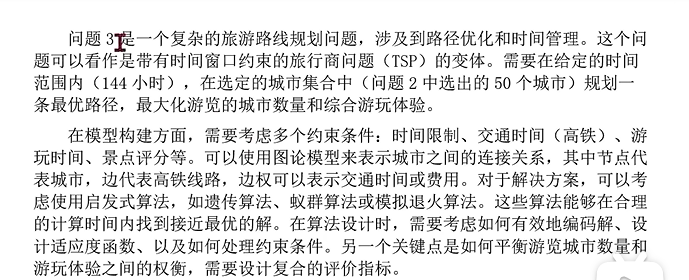 问题 3 是一个复杂的旅游路线规划问题，涉及到路径优化和时间管理。这个问
题可以看作是带有时间窗口约束的旅行商问题（TSP）的变体。需要在给定的时间
范围内（144 小时），在选定的城市集合中（问题 2 中选出的 50 个城市）规划一
条最优路径，最大化游览的城市数量和综合游玩体验。
在模型构建方面，需要考虑多个约束条件：时间限制、交通时间（高铁）、游
玩时间、景点评分等。可以使用图论模型来表示城市之间的连接关系，其中节点代
表城市，边代表高铁线路，边权可以表示交通时间或费用。对于解决方案，可以考
虑使用启发式算法，如遗传算法、蚁群算法或模拟退火算法。这些算法能够在合理
的计算时间内找到接近最优的解。在算法设计时，需要考虑如何有效地编码解、设
计适应度函数、以及如何处理约束条件。另一个关键点是如何平衡游览城市数量和
游玩体验之间的权衡，需要设计复合的评价指标。